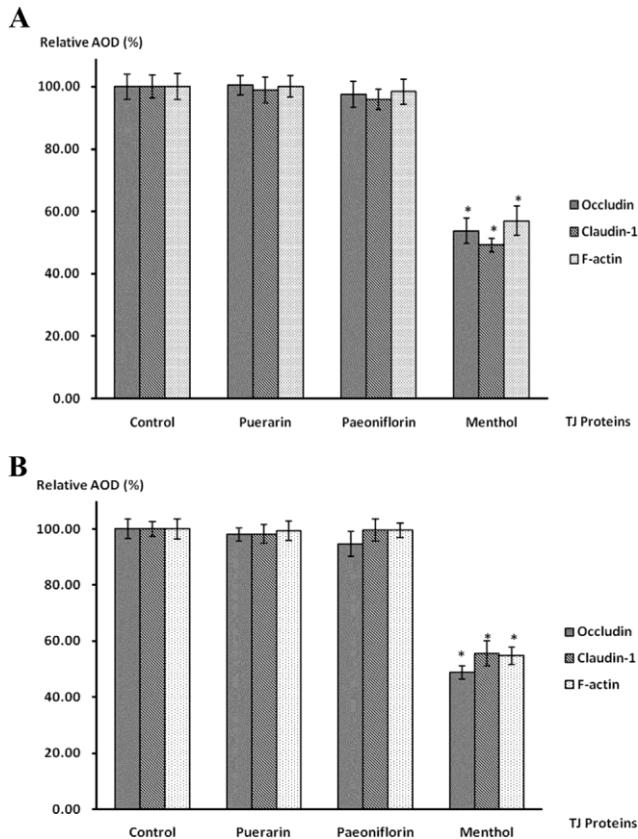 A
Relative AOD (%)
100.00
80.00
60.00
40.00
20.00
0.00
* * *
Occludin
Claudin-1
F-actin
Control Puerarin Paeoniflorin Menthol TJ Proteins
B
Relative AOD (%)
100.00
80.00
60.00
40.00
20.00
0.00
* * *
Occludin
Claudin-1
F-actin
Control Puerarin Paeoniflorin Menthol TJ Proteins